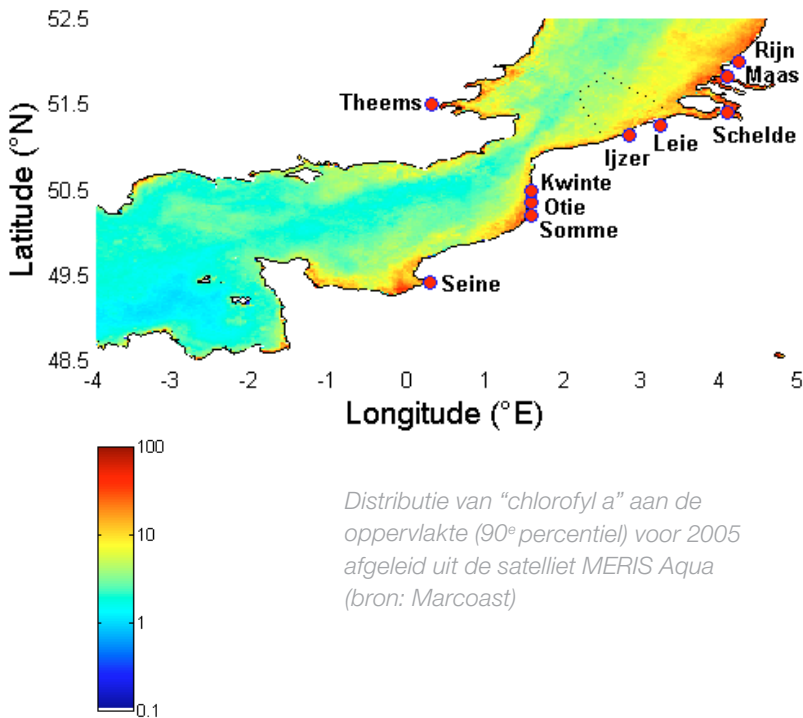 52.5
51.5
50.5
49.5
48.5
Latitude (°N)
Rijn
Maas
Theems
Schelde
Leie
Ijzer
Kwinte
Otie
Somme
Seine
-4 -3 -2 -1 0 1 2 3 4 5
Longitude (°E)
100
10
1
0.1
Distributie van “chlorofyl a” aan de
oppervlakte (90e percentiel) voor 2005
afgeleid uit de satelliet MERIS Aqua
(bron: Marcoast)